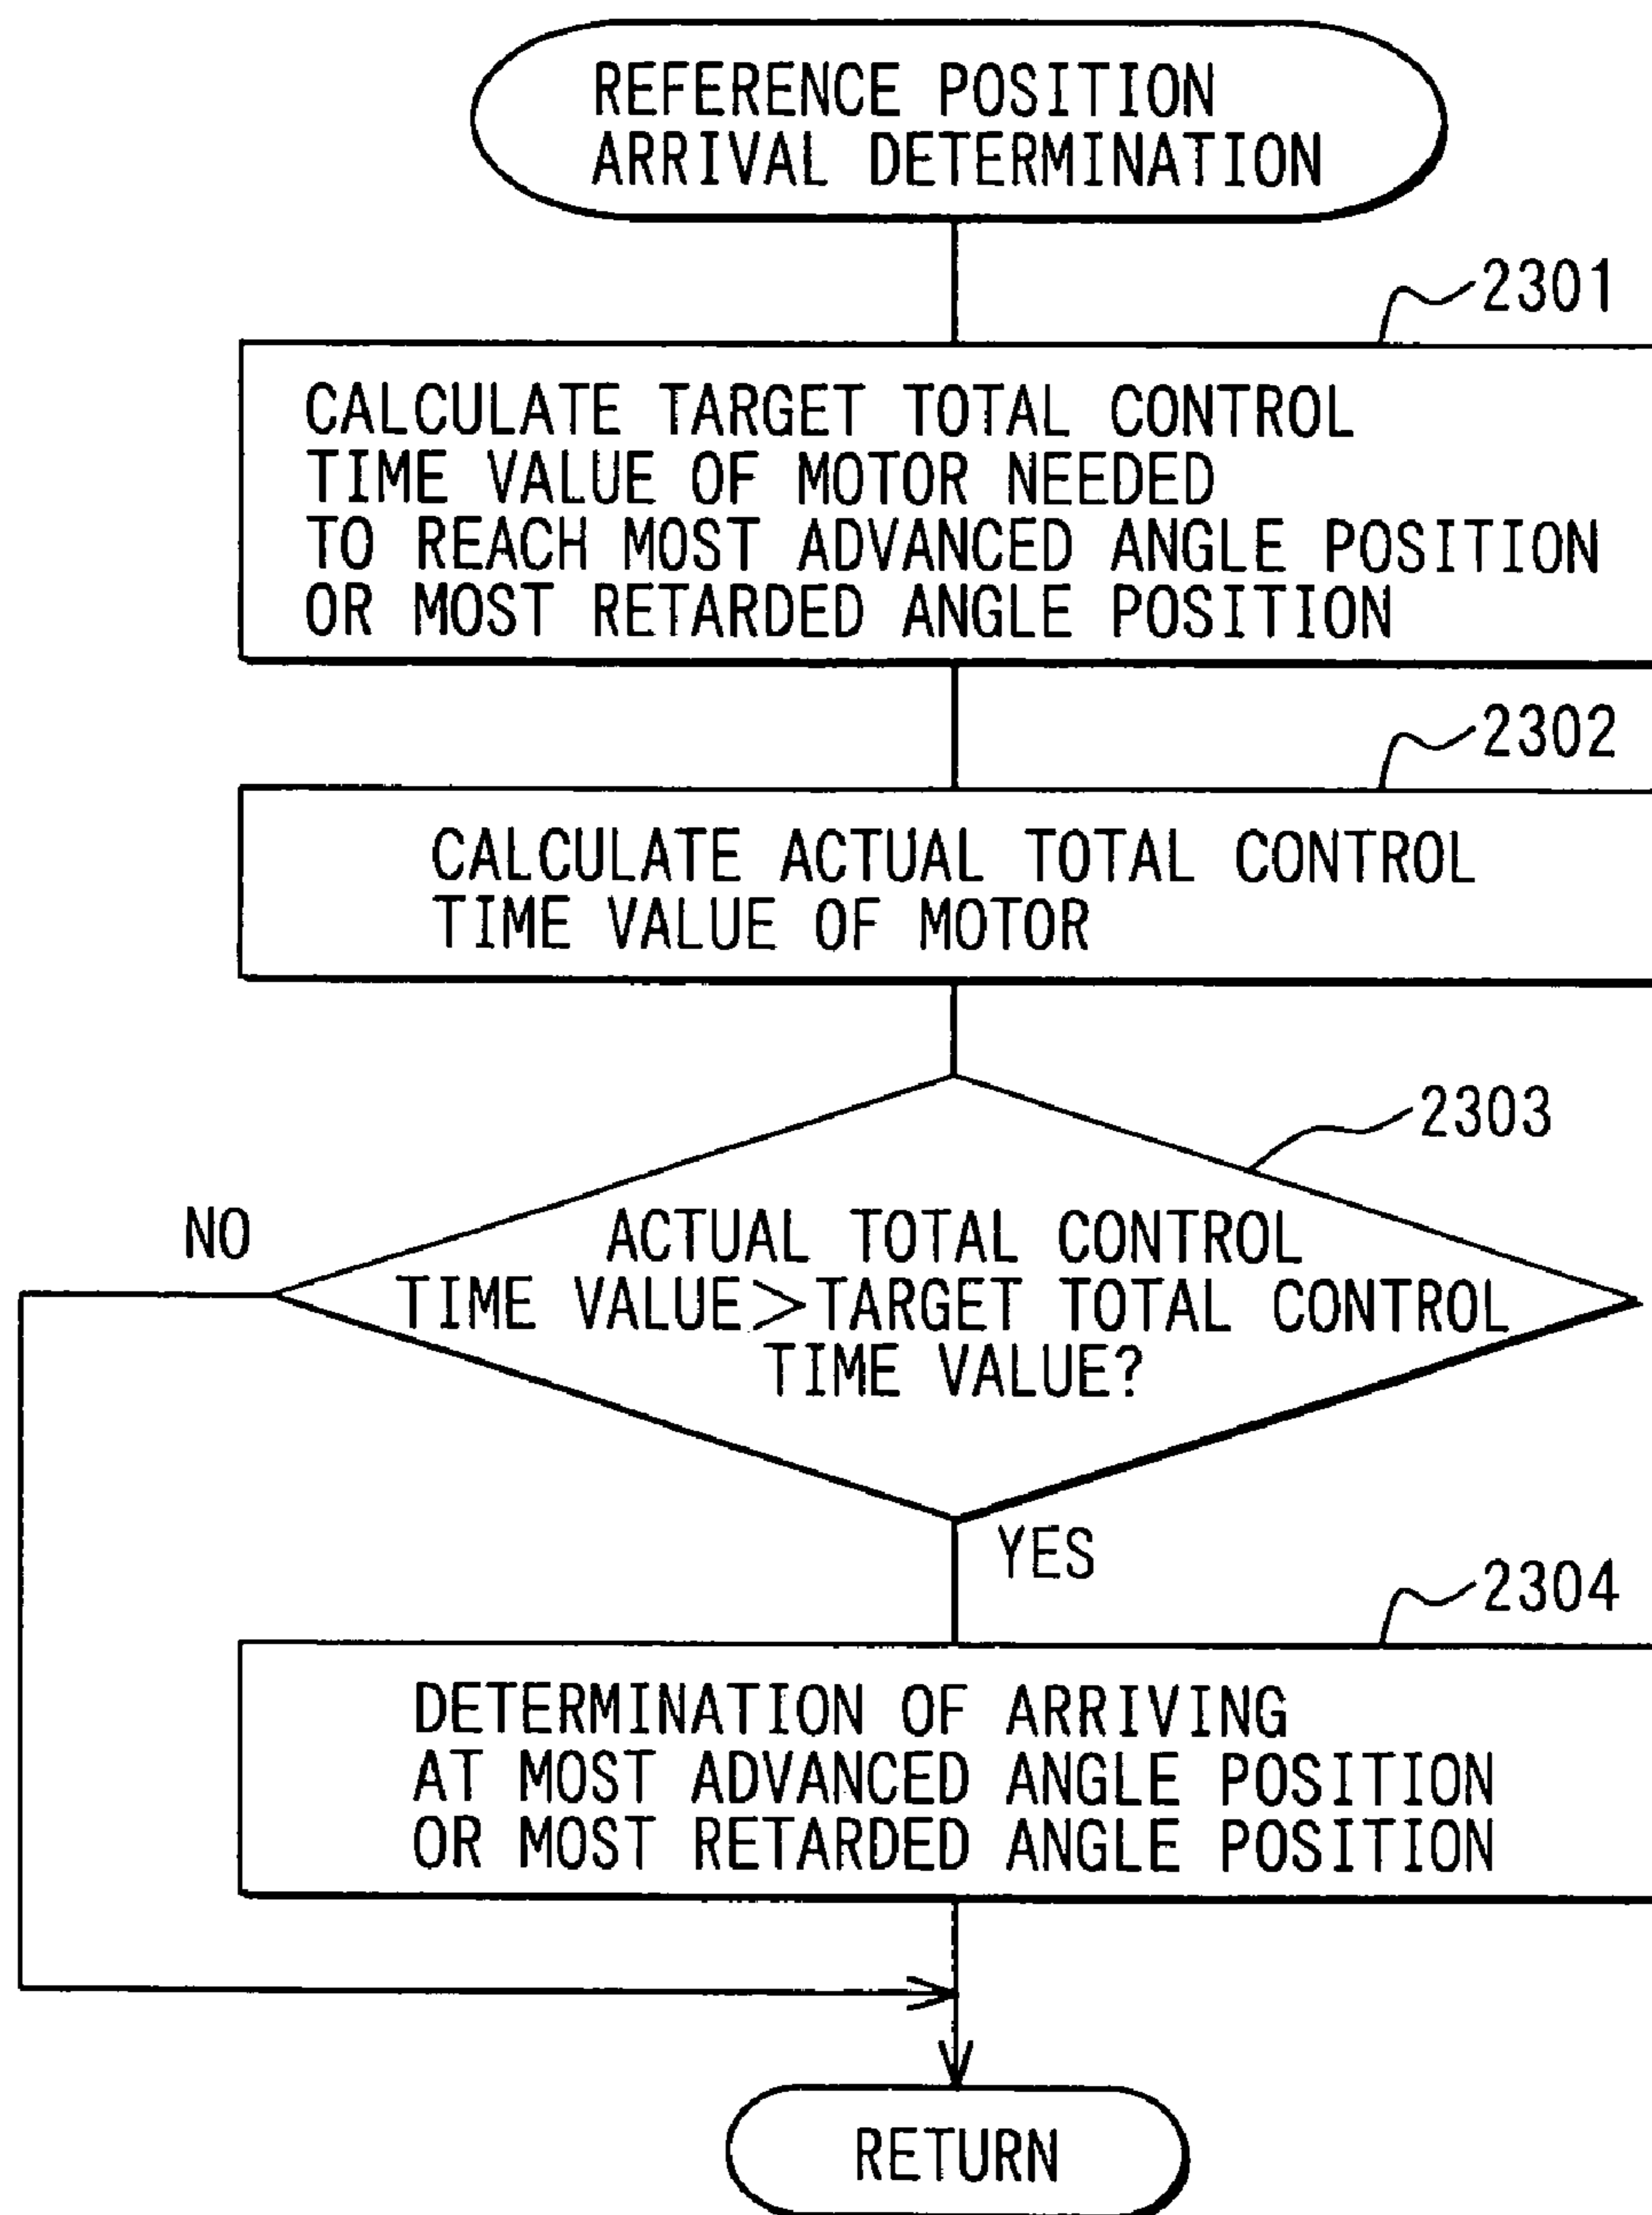 REFERENCE POSITION
ARRIVAL DETERMINATION
2301
CALCULATE TARGET TOTAL CONTROL
TIME VALUE OF MOTOR NEEDED
TO REACH MOST ADVANCED ANGLE POSITION
OR MOST RETARDED ANGLE POSITION
2302
CALCULATE ACTUAL TOTAL CONTROL
TIME VALUE OF MOTOR
2303
NO
ACTUAL TOTAL CONTROL
TIME VALUE>TARGET TOTAL CONTROL
TIME VALUE?
YES
2304
DETERMINATION OF ARRIVING
AT MOST ADVANCED ANGLE POSITION
OR MOST RETARDED ANGLE POSITION
RETURN